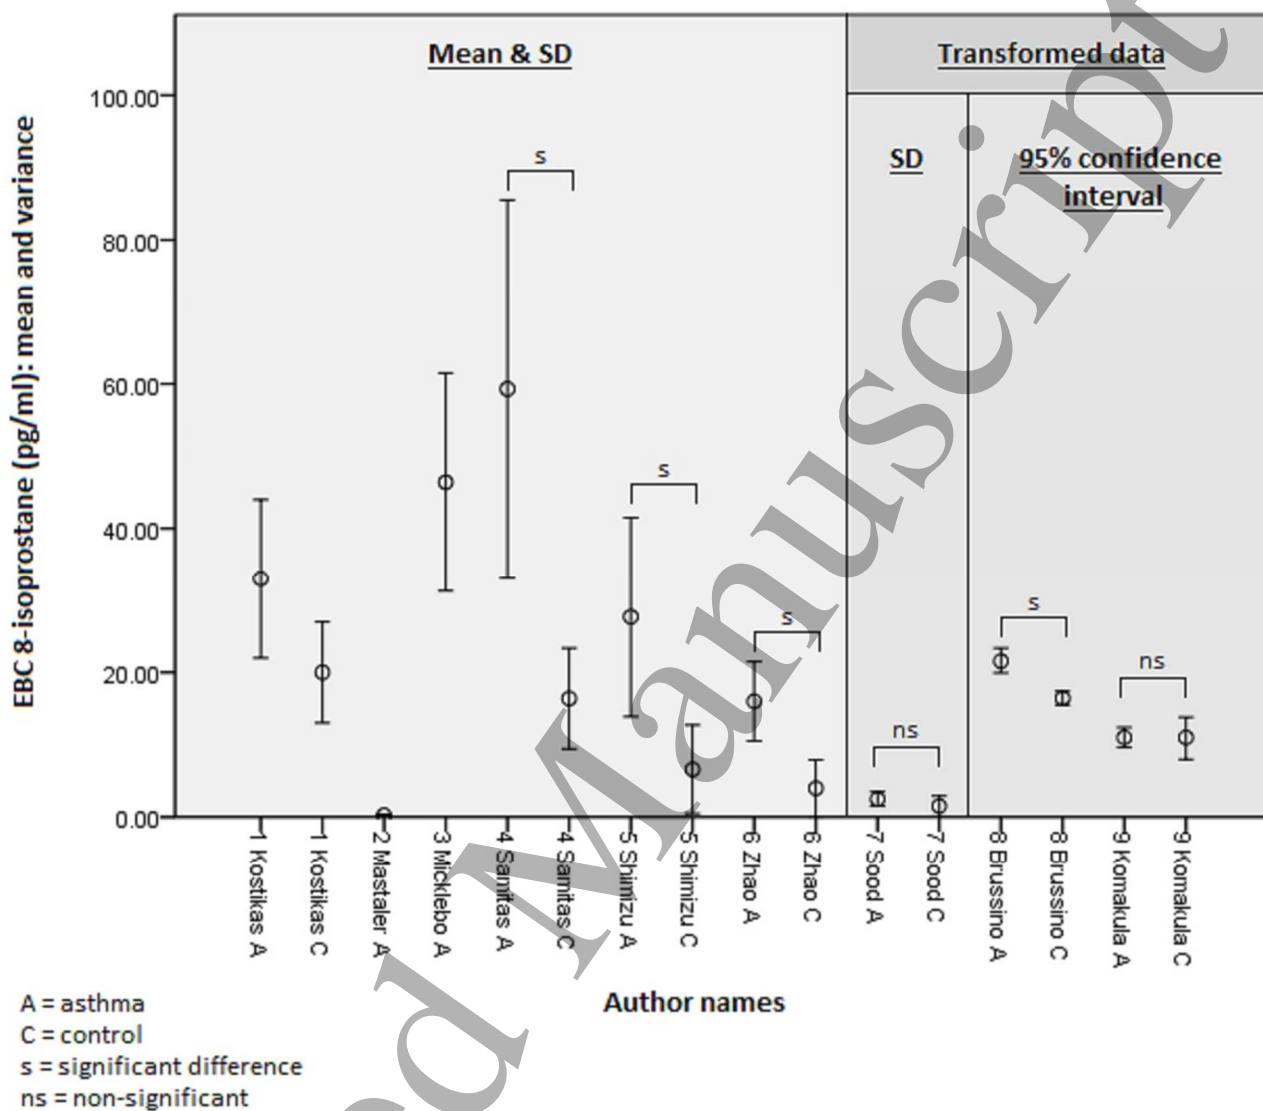 Mean & SD
Transformed data
SD
95% confidence
interval
EBC 8-isoprostane (pg/ml): mean and variance
100.00
80.00
60.00
40.00
20.00
0.00
s
s
s
ns
s
ns
1 Kostikas A
1 Kostikas C
2 Mastaler A
3 Micklebo A
4 Samitas A
4 Samitas C
5 Shimizu A
5 Shimizu C
6 Zhao A
6 Zhao C
7 Sood A
7 Sood C
8 Brussino A
8 Brussino C
9 Komakula A
9 Komakula C
Author names
A = asthma
C = control
s = significant difference
ns = non-significant
ed Manuscript